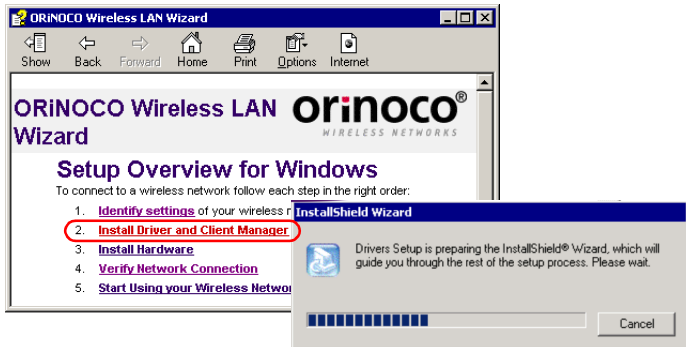 ORiNOCO Wireless LAN Wizard
Show Back Forward Home Print Options Internet
ORiNOCO Wireless LAN
Wizard
orinoco®
WIRELESS NETWORKS
Setup Overview for Windows
To connect to a wireless network follow each step in the right order:
1. Identify settings of your wireless
2. Install Driver and Client Manager
3. Install Hardware
4. Verify Network Connection
5. Start Using your Wireless
InstallShield Wizard
Drivers Setup is preparing the InstallShield® Wizard, which will
guide you through the rest of the setup process. Please wait.
Cancel